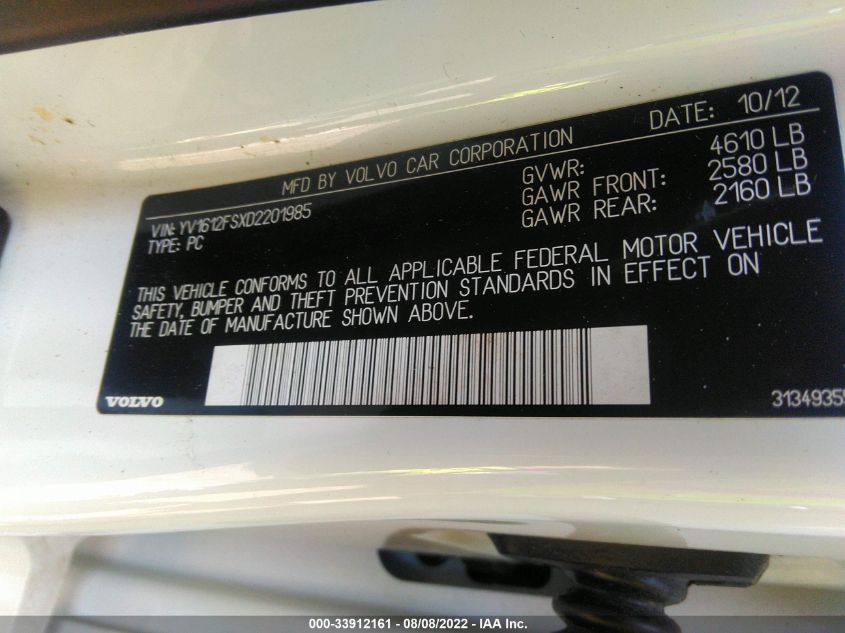 MFD BY VOLVO CAR CORPORATION DATE: 10/12
VIN: YV1612FSXD2201985
TYPE: PC
GVWR: 4610 LB
GAWR FRONT: 2580 LB
GAWR REAR: 2160 LB
THIS VEHICLE CONFORMS TO ALL APPLICABLE FEDERAL MOTOR VEHICLE
SAFETY, BUMPER AND THEFT PREVENTION STANDARDS IN EFFECT ON
THE DATE OF MANUFACTURE SHOWN ABOVE.
VOLVO
3134935
000-33912161 - 08/08/2022 - IAA Inc.